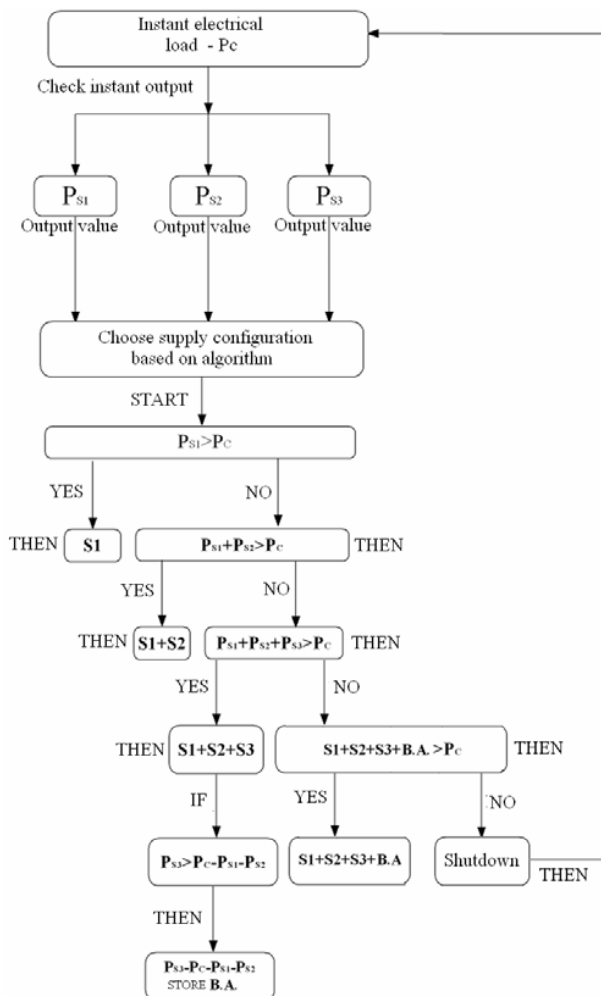 Instant electrical
load - Pc
Check instant output
PS1
PS2
PS3
Output value
Output value
Output value
Choose supply configuration
based on algorithm
START
PS1>PC
YES
NO
THEN
S1
PS1+PS2>PC
THEN
YES
NO
THEN
S1+S2
PS1+PS2+PS3>PC
THEN
YES
NO
THEN
S1+S2+S3
S1+S2+S3+B.A. >PC
THEN
IF
YES
NO
PS3>PC-PS1-PS2
S1+S2+S3+B.A
Shutdown
THEN
THEN
PS3-PC-PS1-PS2
STORE B.A.